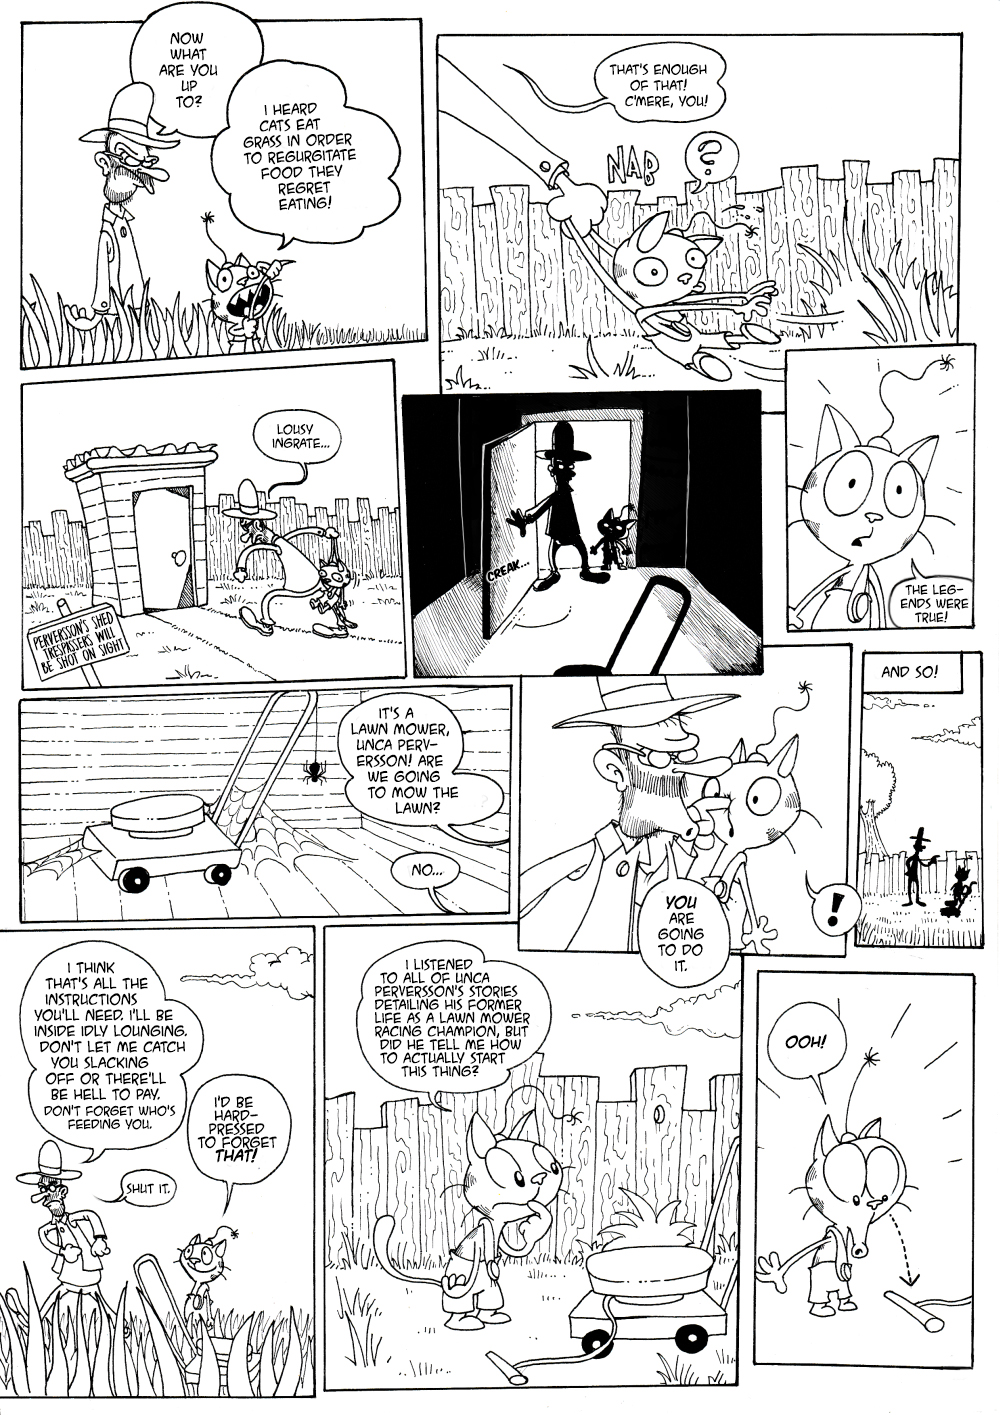 NOW
WHAT
ARE YOU
UP
TO?
I HEARD
CATS EAT
GRASS IN ORDER
TO REGURGITATE
FOOD THEY
REGRET
EATING!
THAT'S ENOUGH
OF THAT!
C'MERE, YOU!
NAB
?
LOUSY
INGRATE...
PERVERSSON'S SHED
TRESPASSERS WILL
BE SHOT ON SIGHT
CREAK...
THE LEG-
ENDS WERE
TRUE!
IT'S A
LAWN MOWER,
UNCA PERV-
ERSSON! ARE
WE GOING
TO MOW THE
LAWN?
NO...
YOU
ARE
GOING
TO DO
IT.
!
AND SO!
I THINK
THAT'S ALL THE
INSTRUCTIONS
YOU'LL NEED. I'LL BE
INSIDE IDLY LOUNGING.
DON'T LET ME CATCH
YOU SLACKING
OFF OR THERE'LL
BE HELL TO PAY.
DON'T FORGET WHO'S
FEEDING YOU.
I'D BE
HARD-
PRESSED
TO FORGET
THAT!
SHUT IT.
I LISTENED
TO ALL OF UNCA
PERVERSSON'S STORIES
DETAILING HIS FORMER
LIFE AS A LAWN MOWER
RACING CHAMPION, BUT
DID HE TELL ME HOW
TO ACTUALLY START
THIS THING?
OOH!